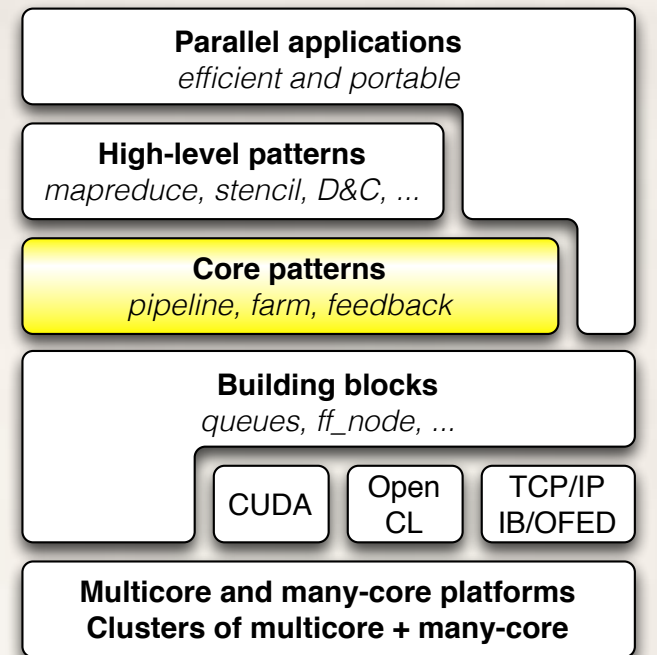 Parallel applications
efficient and portable
High-level patterns
mapreduce, stencil, D&C, ...
Core patterns
pipeline, farm, feedback
Building blocks
queues, ff_node, ...
CUDA
Open
CL
TCP/IP
IB/OFED
Multicore and many-core platforms
Clusters of multicore + many-core